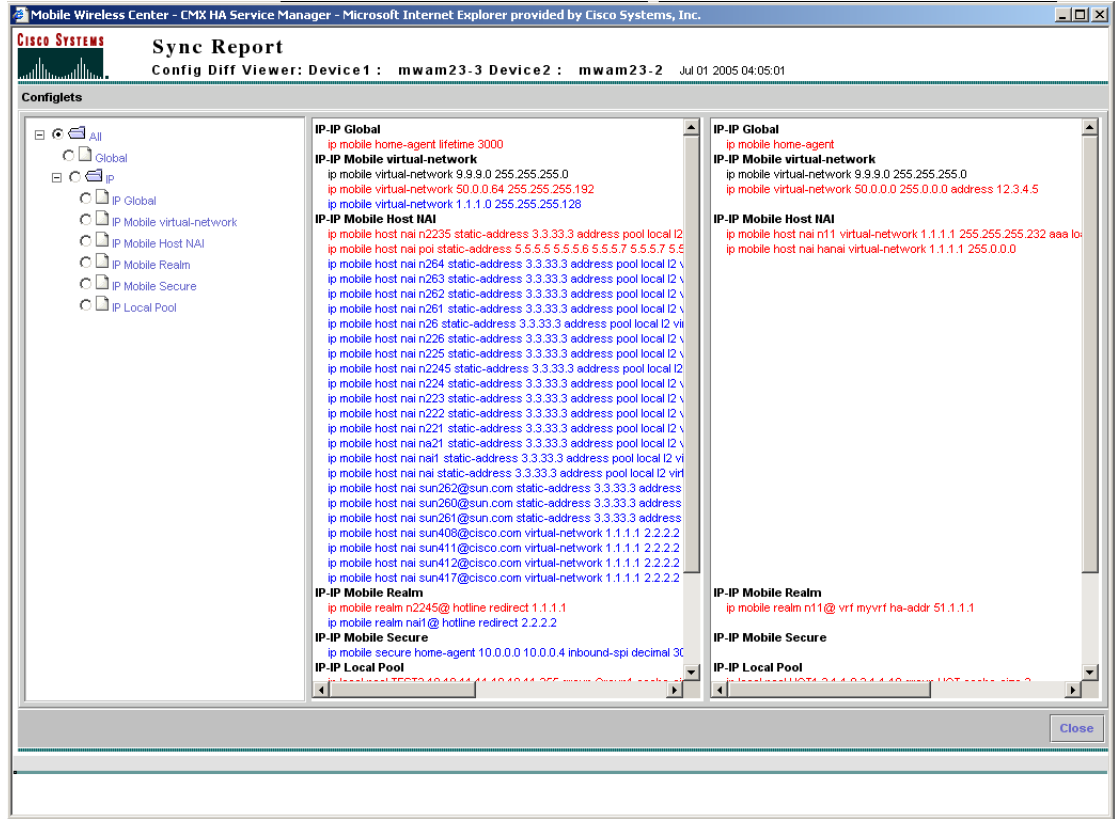 Mobile Wireless Center - CMX HA Service Manager - Microsoft Internet Explorer provided by Cisco Systems, Inc.
CISCO SYSTEMS
Sync Report
Config Diff Viewer: Device1 : mwam23-3 Device2 : mwam23-2 Jul 01 2005 04:05:01
Configlets
All
Global
IP
IP Global
IP Mobile virtual-network
IP Mobile Host NAI
IP Mobile Realm
IP Mobile Secure
IP Local Pool
IP-IP Global
ip mobile home-agent lifetime 3000
IP-IP Mobile virtual-network
ip mobile virtual-network 9.9.9.0 255.255.255.0
ip mobile virtual-network 50.0.0.64 255.255.255.192
ip mobile virtual-network 1.1.1.0 255.255.255.128
IP-IP Mobile Host NAI
ip mobile host nai n2235 static-address 3.3.33.3 address pool local l2
ip mobile host nai poi static-address 5.5.5.5 5.5.5.6 5.5.5.7 5.5.5.7 5.5
ip mobile host nai n264 static-address 3.3.33.3 address pool local l2 v
ip mobile host nai n263 static-address 3.3.33.3 address pool local l2 v
ip mobile host nai n262 static-address 3.3.33.3 address pool local l2 v
ip mobile host nai n261 static-address 3.3.33.3 address pool local l2 v
ip mobile host nai n26 static-address 3.3.33.3 address pool local l2 vir
ip mobile host nai n226 static-address 3.3.33.3 address pool local l2 v
ip mobile host nai n225 static-address 3.3.33.3 address pool local l2 v
ip mobile host nai n2245 static-address 3.3.33.3 address pool local l2
ip mobile host nai n224 static-address 3.3.33.3 address pool local l2 v
ip mobile host nai n223 static-address 3.3.33.3 address pool local l2 v
ip mobile host nai n222 static-address 3.3.33.3 address pool local l2 v
ip mobile host nai n221 static-address 3.3.33.3 address pool local l2 v
ip mobile host nai na21 static-address 3.3.33.3 address pool local l2 v
ip mobile host nai nai1 static-address 3.3.33.3 address pool local l2 vi
ip mobile host nai nai static-address 3.3.33.3 address pool local l2 virt
ip mobile host nai sun262@sun.com static-address 3.3.33.3 address
ip mobile host nai sun260@sun.com static-address 3.3.33.3 address
ip mobile host nai sun261@sun.com static-address 3.3.33.3 address
ip mobile host nai sun408@cisco.com virtual-network 1.1.1.1 2.2.2.2
ip mobile host nai sun411@cisco.com virtual-network 1.1.1.1 2.2.2.2
ip mobile host nai sun412@cisco.com virtual-network 1.1.1.1 2.2.2.2
ip mobile host nai sun417@cisco.com virtual-network 1.1.1.1 2.2.2.2
IP-IP Mobile Realm
ip mobile realm n2245@ hotline redirect 1.1.1.1
ip mobile realm nai1@ hotline redirect 2.2.2.2
IP-IP Mobile Secure
ip mobile secure home-agent 10.0.0.0 10.0.0.4 inbound-spi decimal 30
IP-IP Local Pool
IP-IP Global
ip mobile home-agent
IP-IP Mobile virtual-network
ip mobile virtual-network 9.9.9.0 255.255.255.0
ip mobile virtual-network 50.0.0.0 255.0.0.0 address 12.3.4.5
IP-IP Mobile Host NAI
ip mobile host nai n11 virtual-network 1.1.1.1 255.255.255.232 aaa lo
ip mobile host nai hanai virtual-network 1.1.1.1 255.0.0.0
IP-IP Mobile Realm
ip mobile realm n11@ vrf myvrf ha-addr 51.1.1.1
IP-IP Mobile Secure
IP-IP Local Pool
Close